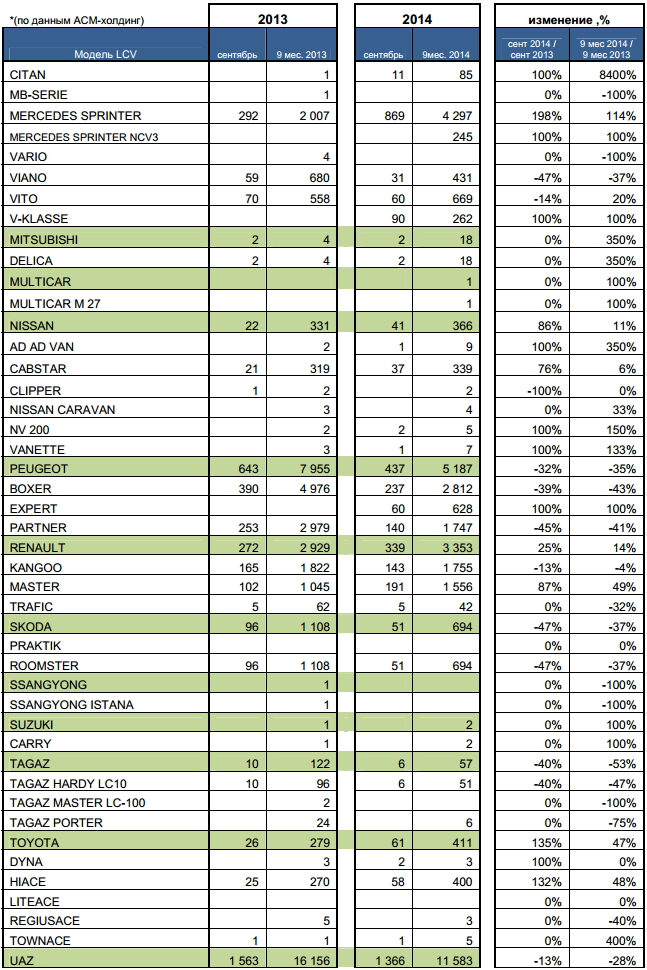 *(по данным АСМ-холдинг) 2013 2014 изменение ,%
Модель LCV сентябрь 9 мес. 2013 сентябрь 9мес. 2014 сент 2014 / сент 2013 9 мес 2014 / 9 мес 2013
CITAN 1 11 85 100% 8400%
MB-SERIE 1 0% -100%
MERCEDES SPRINTER 292 2 007 869 4 297 198% 114%
MERCEDES SPRINTER NCV3 245 100% 100%
VARIO 4 0% -100%
VIANO 59 680 31 431 -47% -37%
VITO 70 558 60 669 -14% 20%
V-KLASSE 90 262 100% 100%
MITSUBISHI 2 4 2 18 0% 350%
DELICA 2 4 2 18 0% 350%
MULTICAR 1 0% 100%
MULTICAR M 27 1 0% 100%
NISSAN 22 331 41 366 86% 11%
AD AD VAN 2 1 9 100% 350%
CABSTAR 21 319 37 339 76% 6%
CLIPPER 1 2 2 -100% 0%
NISSAN CARAVAN 3 4 0% 33%
NV 200 2 2 5 100% 150%
VANETTE 3 1 7 100% 133%
PEUGEOT 643 7 955 437 5 187 -32% -35%
BOXER 390 4 976 237 2 812 -39% -43%
EXPERT 60 628 100% 100%
PARTNER 253 2 979 140 1 747 -45% -41%
RENAULT 272 2 929 339 3 353 25% 14%
KANGOO 165 1 822 143 1 755 -13% -4%
MASTER 102 1 045 191 1 556 87% 49%
TRAFIC 5 62 5 42 0% -32%
SKODA 96 1 108 51 694 -47% -37%
PRAKTIK 0% 0%
ROOMSTER 96 1 108 51 694 -47% -37%
SSANGYONG 1 0% -100%
SSANGYONG ISTANA 1 0% -100%
SUZUKI 1 2 0% 100%
CARRY 1 2 0% 100%
TAGAZ 10 122 6 57 -40% -53%
TAGAZ HARDY LC10 10 96 6 51 -40% -47%
TAGAZ MASTER LC-100 2 0% -100%
TAGAZ PORTER 24 6 0% -75%
TOYOTA 26 279 61 411 135% 47%
DYNA 3 2 3 100% 0%
HIACE 25 270 58 400 132% 48%
LITEACE 0% 0%
REGIUSACE 5 3 0% -40%
TOWNACE 1 1 1 5 0% 400%
UAZ 1 563 16 156 1 366 11 583 -13% -28%